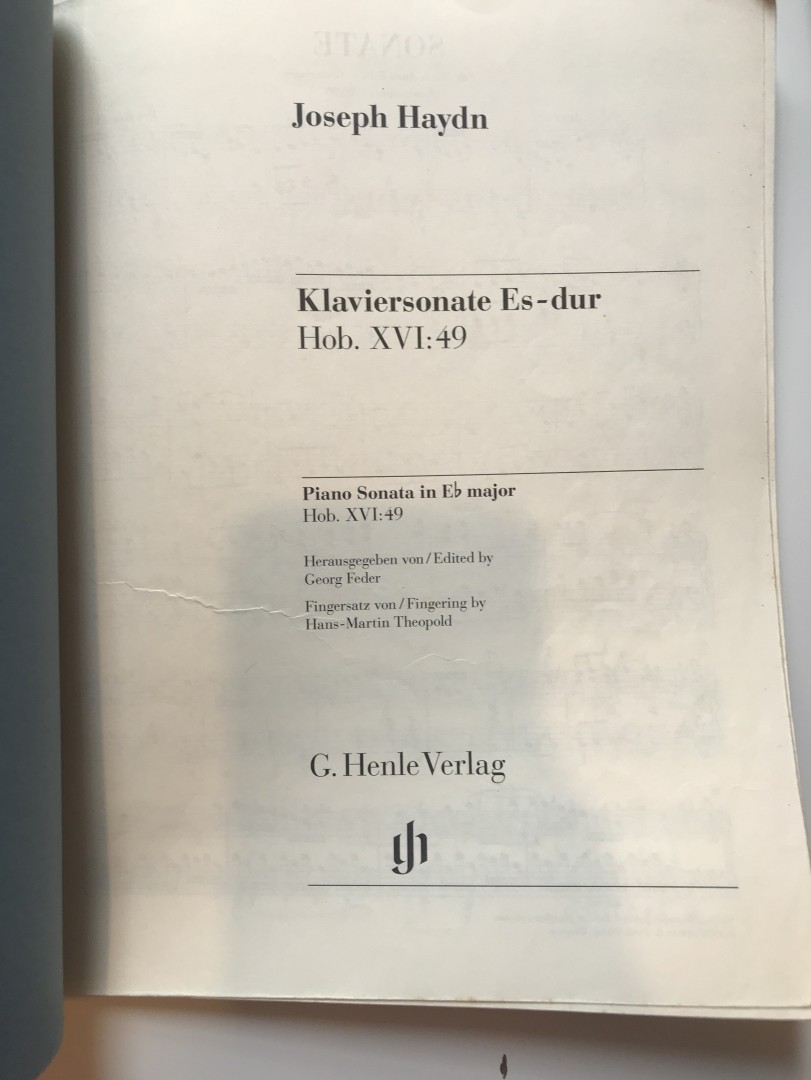 Joseph Haydn
Klaviersonate Es-dur
Hob. XVI:49
Piano Sonata in E♭ major
Hob. XVI:49
Herausgegeben von/Edited by
Georg Feder
Fingersatz von/Fingering by
Hans-Martin Theopold
G. Henle Verlag